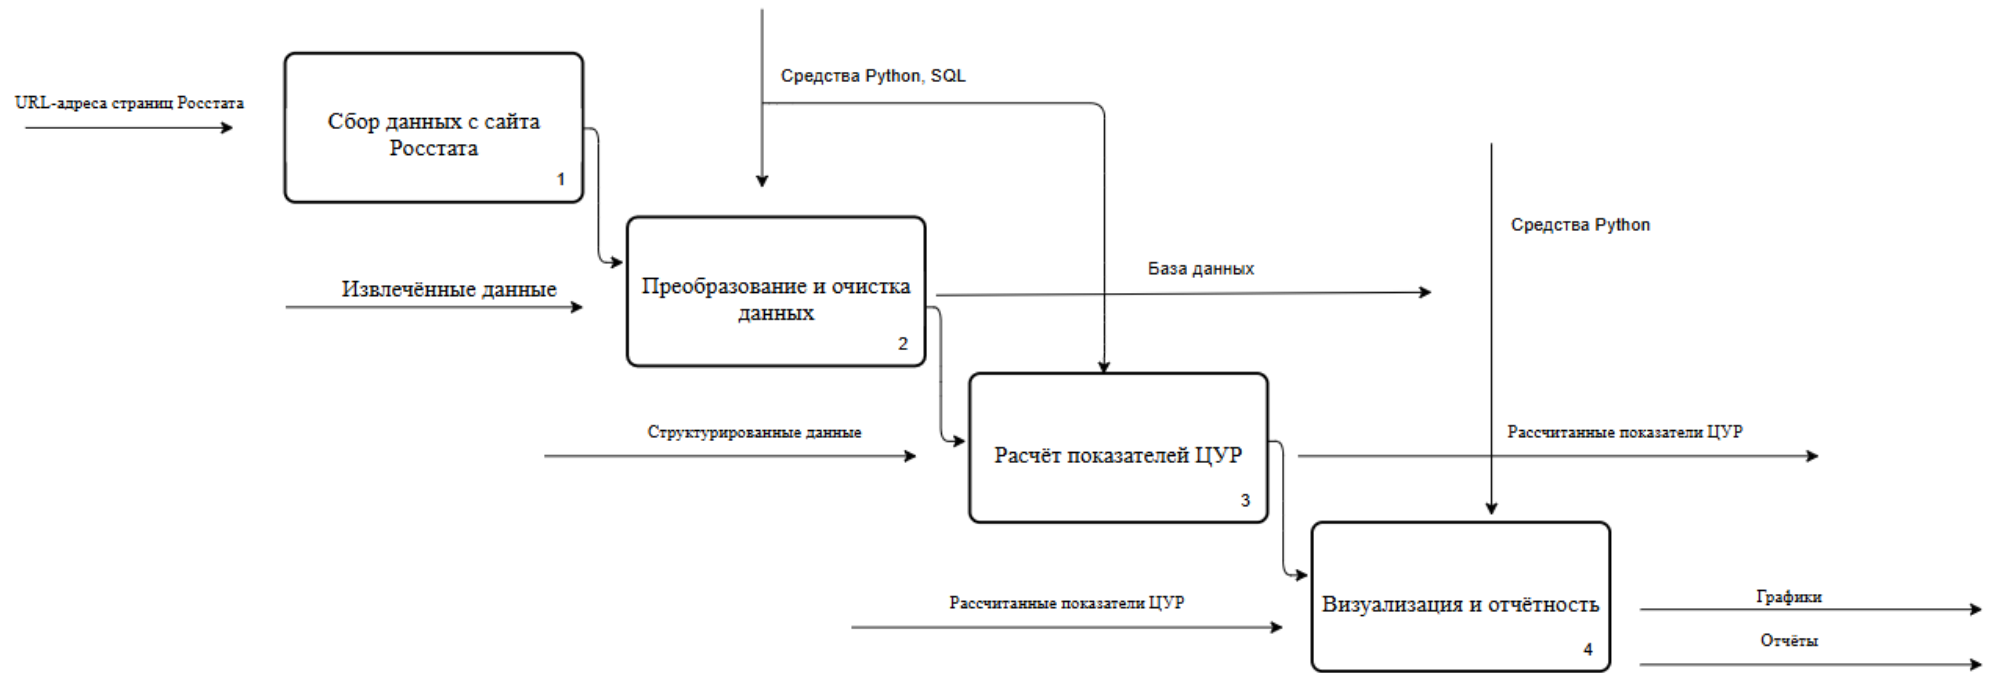 Средства Python, SQL
URL-адреса страниц Росстата
Сбор данных с сайта
Росстата
1
Средства Python
База данных
Извлечённые данные
Преобразование и очистка
данных
2
Структурированные данные
Рассчитанные показатели ЦУР
Расчёт показателей ЦУР
3
Рассчитанные показатели ЦУР
Визуализация и отчётность
4
Графики
Отчёты